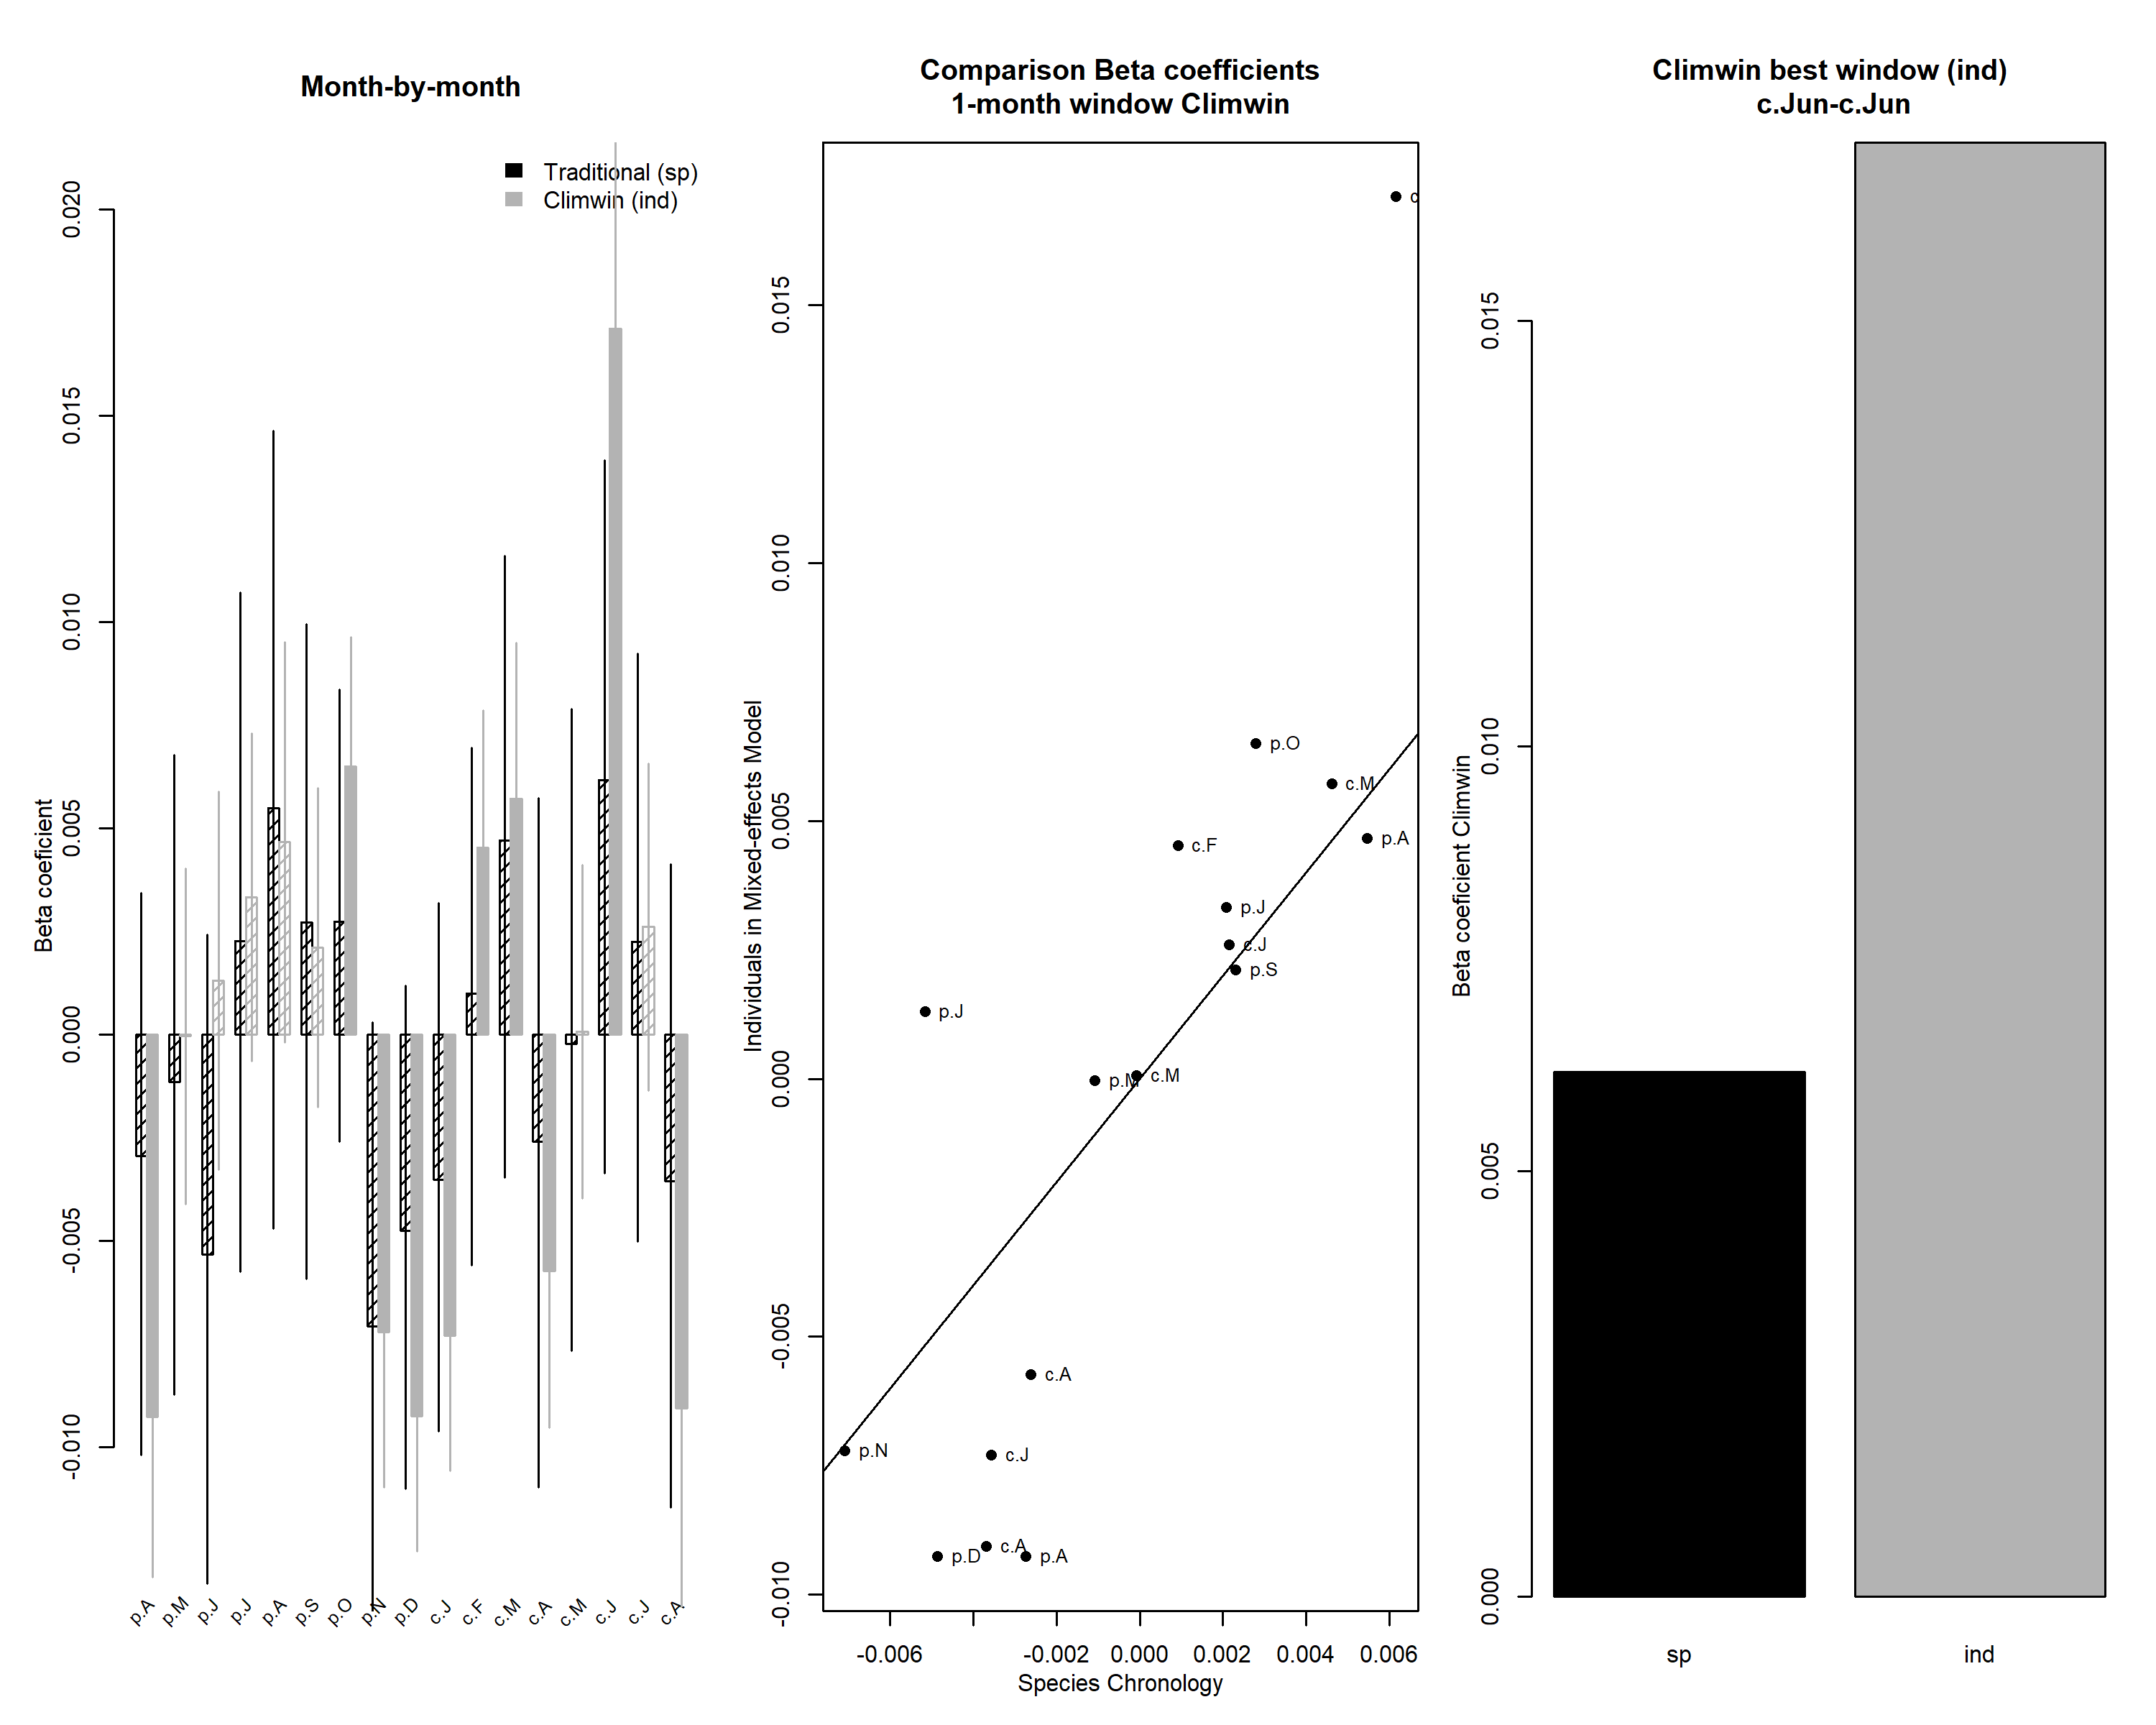 Month-by-month
Traditional (sp)
Climwin (ind)
Beta coeficient
0.020
0.015
0.010
0.005
0.000
-0.005
-0.010
p.A
p.M
p.J
p.J
p.A
p.S
p.O
p.N
p.D
c.J
c.F
c.M
c.A
c.M
c.J
c.J
c.A
Comparison Beta coefficients
1-month window Climwin
Individuals in Mixed-effects Model
0.015
0.010
0.005
0.000
-0.005
-0.010
c
p.O
c.M
p.A
c.F
p.J
c.J
p.S
p.J
p.M
c.M
c.A
p.N
c.J
c.A
p.D
p.A
-0.006
-0.002
0.000
0.002
0.004
0.006
Species Chronology
Climwin best window (ind)
c.Jun-c.Jun
Beta coeficient Climwin
0.015
0.010
0.005
0.000
sp
ind